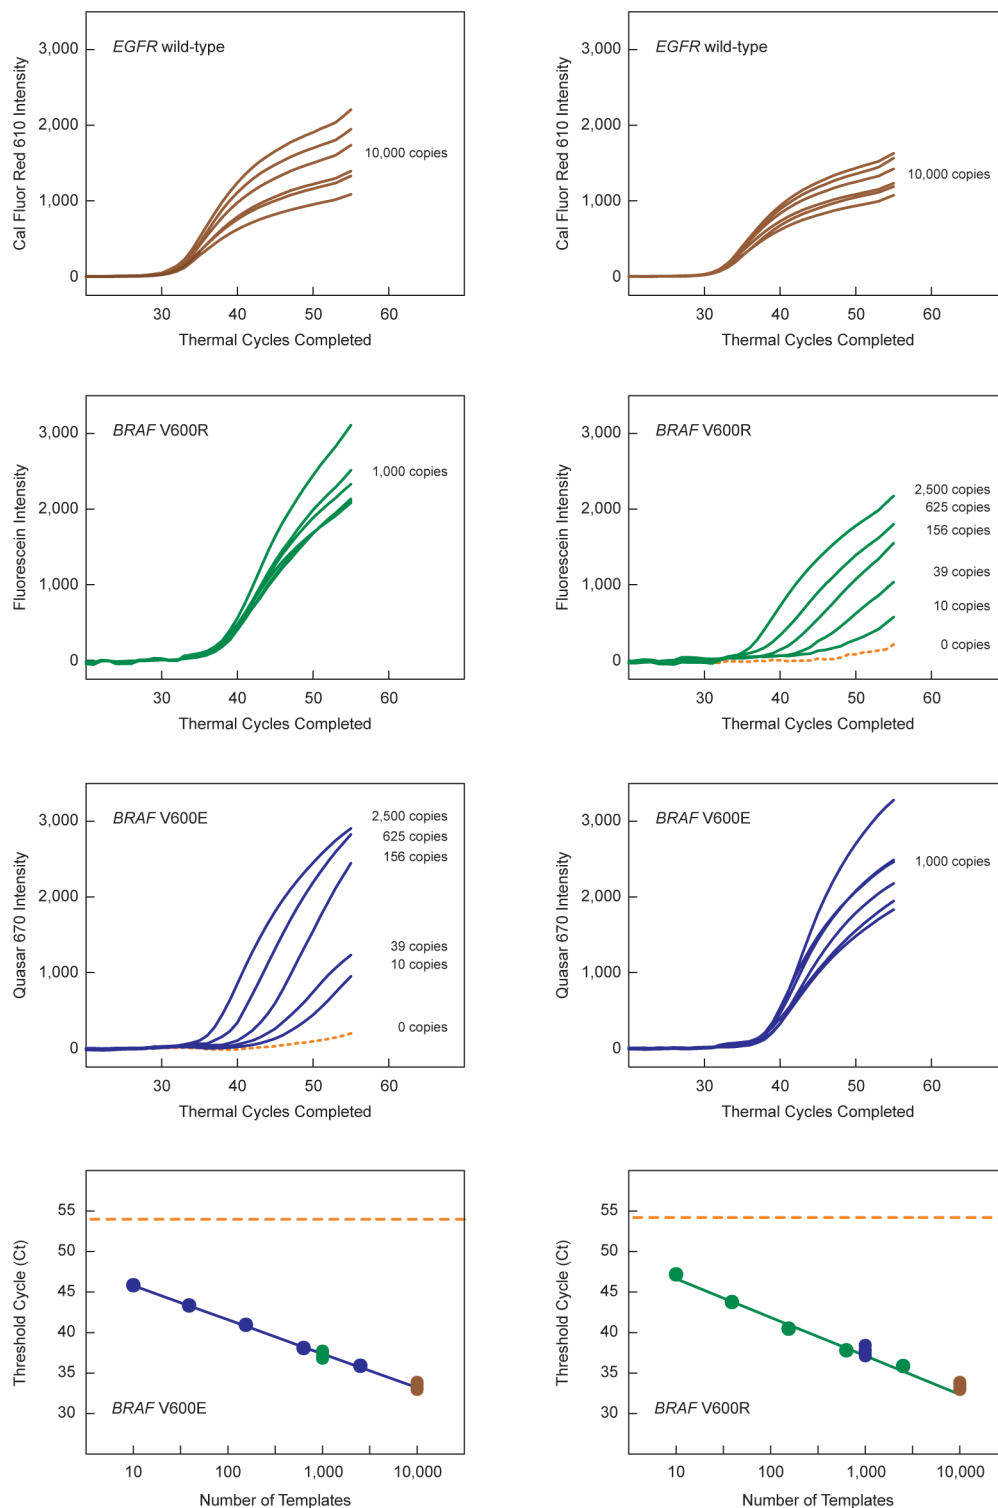 3,000
2,000
1,000
0
Cal Fluor Red 610 Intensity
EGFR wild-type
10,000 copies
30 40 50 60
Thermal Cycles Completed
3,000
2,000
1,000
0
Cal Fluor Red 610 Intensity
EGFR wild-type
10,000 copies
30 40 50 60
Thermal Cycles Completed
3,000
2,000
1,000
0
Fluorescein Intensity
BRAF V600R
1,000 copies
30 40 50 60
Thermal Cycles Completed
3,000
2,000
1,000
0
Fluorescein Intensity
BRAF V600R
2,500 copies
625 copies
156 copies
39 copies
10 copies
0 copies
30 40 50 60
Thermal Cycles Completed
3,000
2,000
1,000
0
Quasar 670 Intensity
BRAF V600E
2,500 copies
625 copies
156 copies
39 copies
10 copies
0 copies
30 40 50 60
Thermal Cycles Completed
3,000
2,000
1,000
0
Quasar 670 Intensity
BRAF V600E
1,000 copies
30 40 50 60
Thermal Cycles Completed
55
50
45
40
35
30
Threshold Cycle (Ct)
BRAF V600E
10 100 1,000 10,000
Number of Templates
55
50
45
40
35
30
Threshold Cycle (Ct)
BRAF V600R
10 100 1,000 10,000
Number of Templates